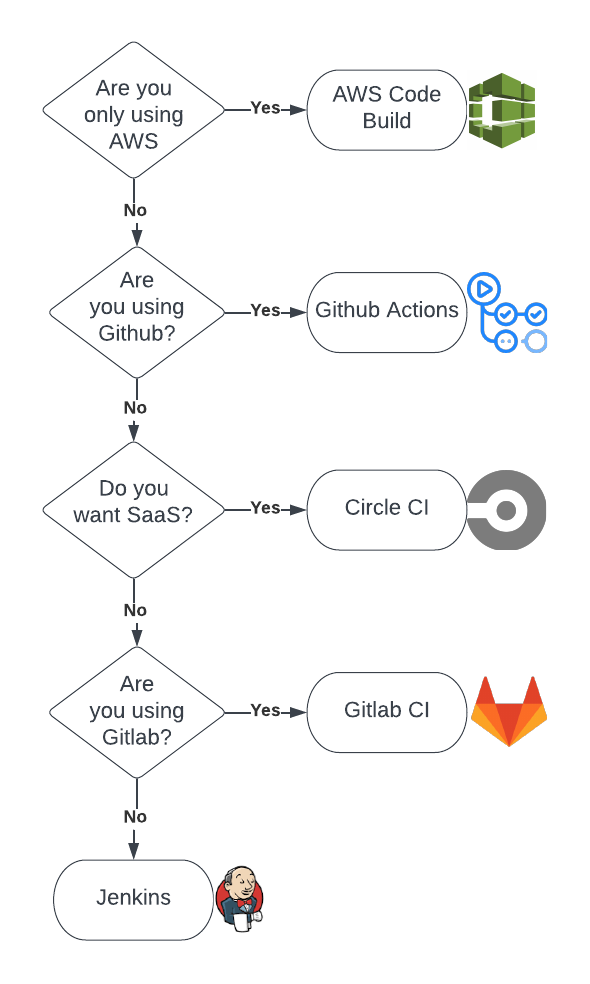 Are you
only using
AWS
Yes
AWS Code
Build
No
Are
you using
Github?
Yes
Github Actions
No
Do you
want SaaS?
Yes
Circle CI
No
Are
you using
Gitlab?
Yes
Gitlab CI
No
Jenkins